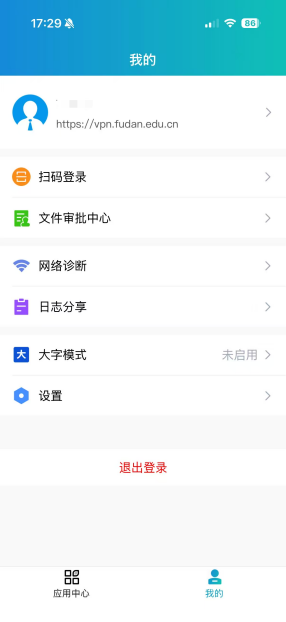 17:29
86
我的
https://vpn.fudan.edu.cn
扫码登录
文件审批中心
网络诊断
日志分享
大 大字模式 未启用
设置
退出登录
应用中心 我的